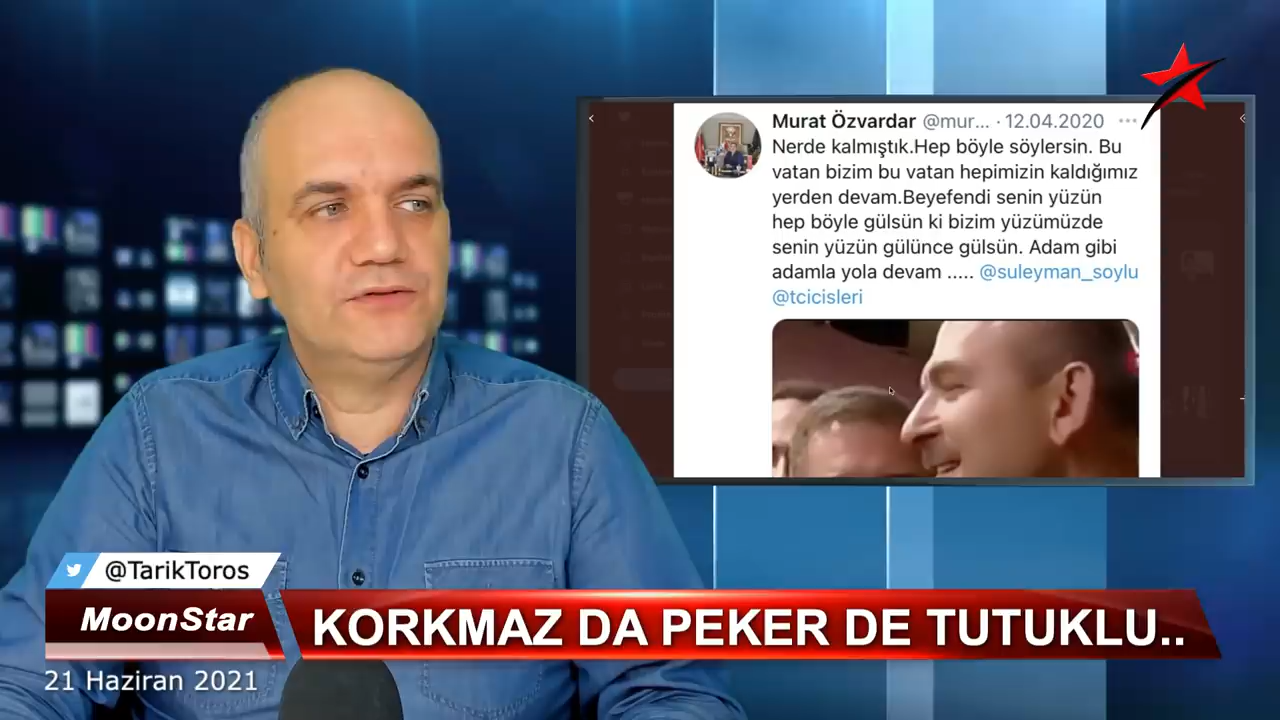 Murat Özvardar @mur... · 12.04.2020 ...
Nerde kalmıştık.Hep böyle söylersin. Bu
vatan bizim bu vatan hepimizin kaldığımız
yerden devam.Beyefendi senin yüzün
hep böyle gülsün ki bizim yüzümüzde
senin yüzün gülünce gülsün. Adam gibi
adamla yola devam ..... @suleyman_soylu
@tcicisleri
@TarikToros
MoonStar
KORKMAZ DA PEKER DE TUTUKLU..
21 Haziran 2021